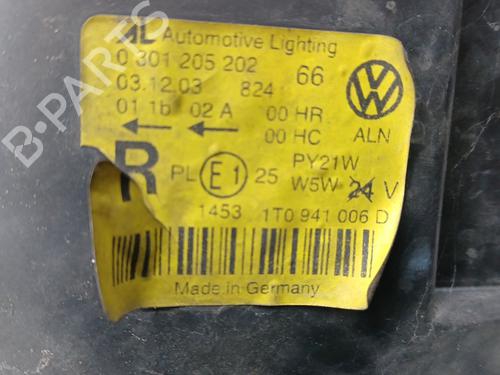 AL Automotive Lighting
0 301 205 202 66
03.12.03 824
01 1b 02 A 00 HR
00 HC ALN
R PL E1 25 PY21W
W5W 24 V
1453 1T0 941 006 D
Made in Germany